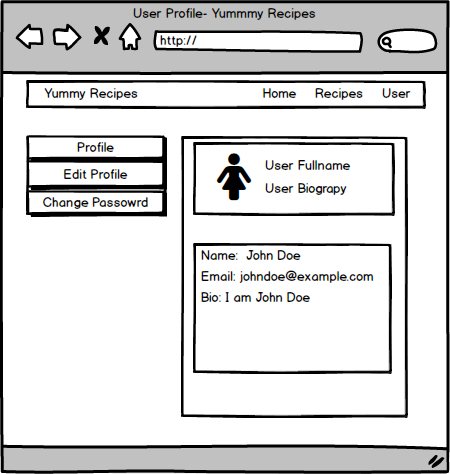 User Profile- Yummmy Recipes
http://
Yummy Recipes Home Recipes User
Profile
Edit Profile
Change Passowrd
User Fullname
User Biograpy
Name: John Doe
Email: johndoe@example.com
Bio: I am John Doe